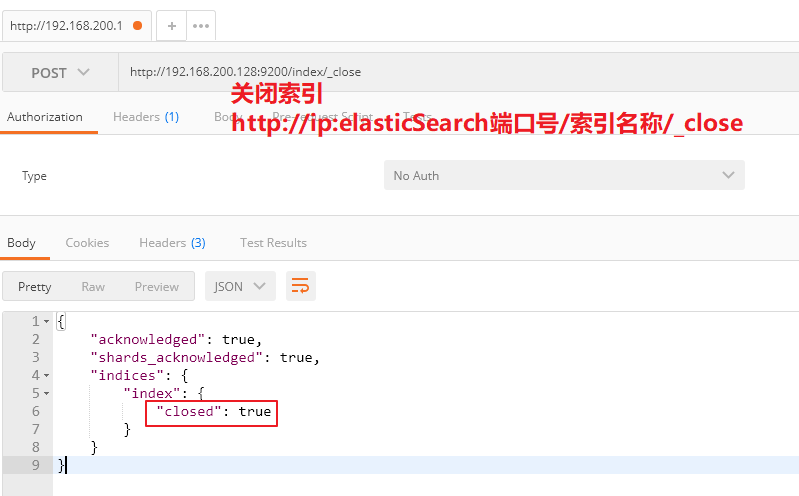 http://192.168.200.1
+ •••
POST http://192.168.200.128:9200/index/_close
关闭索引
Authorization Headers (1) Body Pre-request Script Tests
http://ip:elasticSearch端口号/索引名称/_close
Type No Auth
Body Cookies Headers (3) Test Results
Pretty Raw Preview JSON
1 {
2 "acknowledged": true,
3 "shards_acknowledged": true,
4 "indices": {
5 "index": {
6 "closed": true
7 }
8 }
9 }